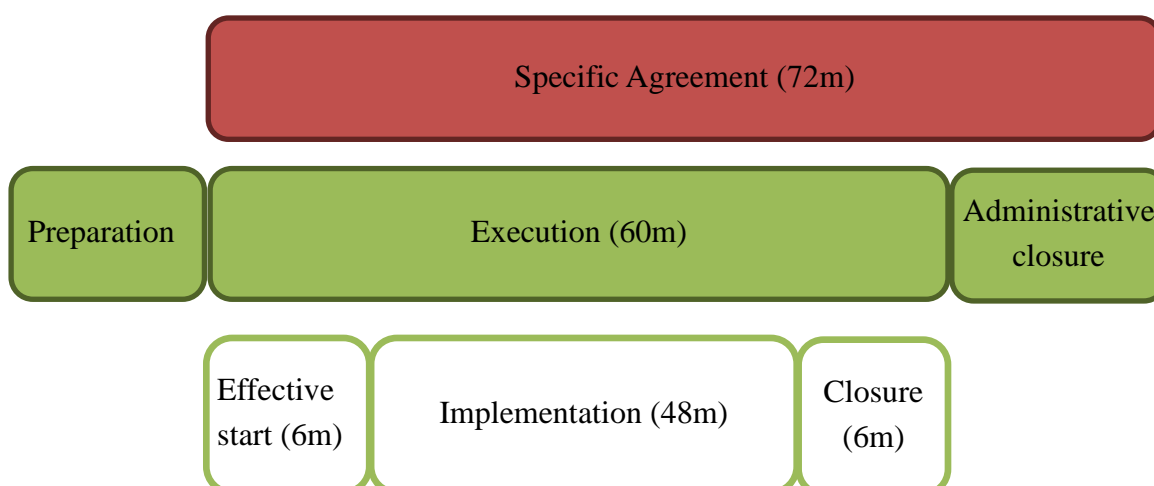 Specific Agreement (72m)
Preparation
Execution (60m)
Administrative
closure
Effective
start (6m)
Implementation (48m)
Closure
(6m)